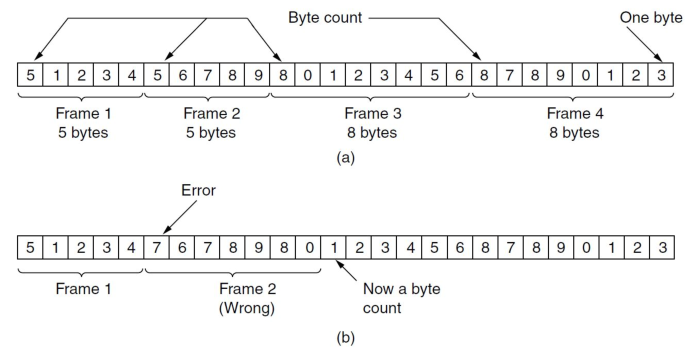 Byte count One byte
5 1 2 3 4 5 6 7 8 9 8 0 1 2 3 4 5 6 8 7 8 9 0 1 2 3
Frame 1 Frame 2 Frame 3 Frame 4
5 bytes 5 bytes 8 bytes 8 bytes
(a)
Error
5 1 2 3 4 7 6 7 8 9 8 0 1 2 3 4 5 6 8 7 8 9 0 1 2 3
Frame 1 Frame 2 Now a byte
(Wrong) count
(b)